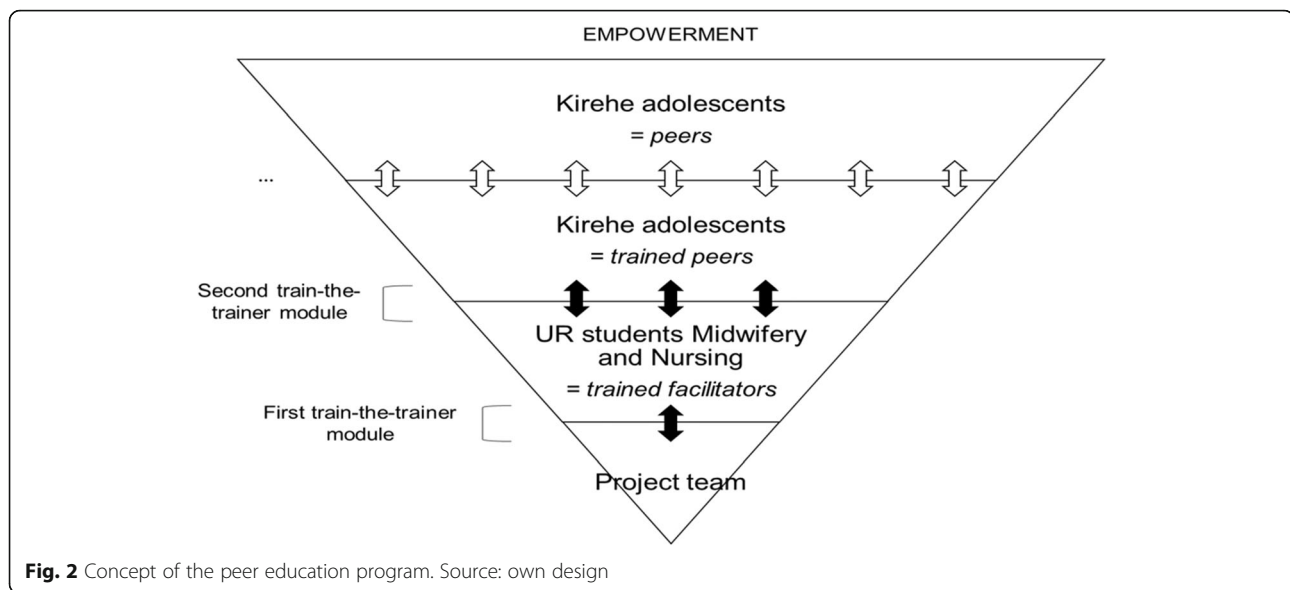 EMPOWERMENT
Kirehe adolescents
= peers
...
Kirehe adolescents
= trained peers
Second train-the-
trainer module
UR students Midwifery
and Nursing
= trained facilitators
First train-the-trainer
module
Project team
Fig. 2 Concept of the peer education program. Source: own design